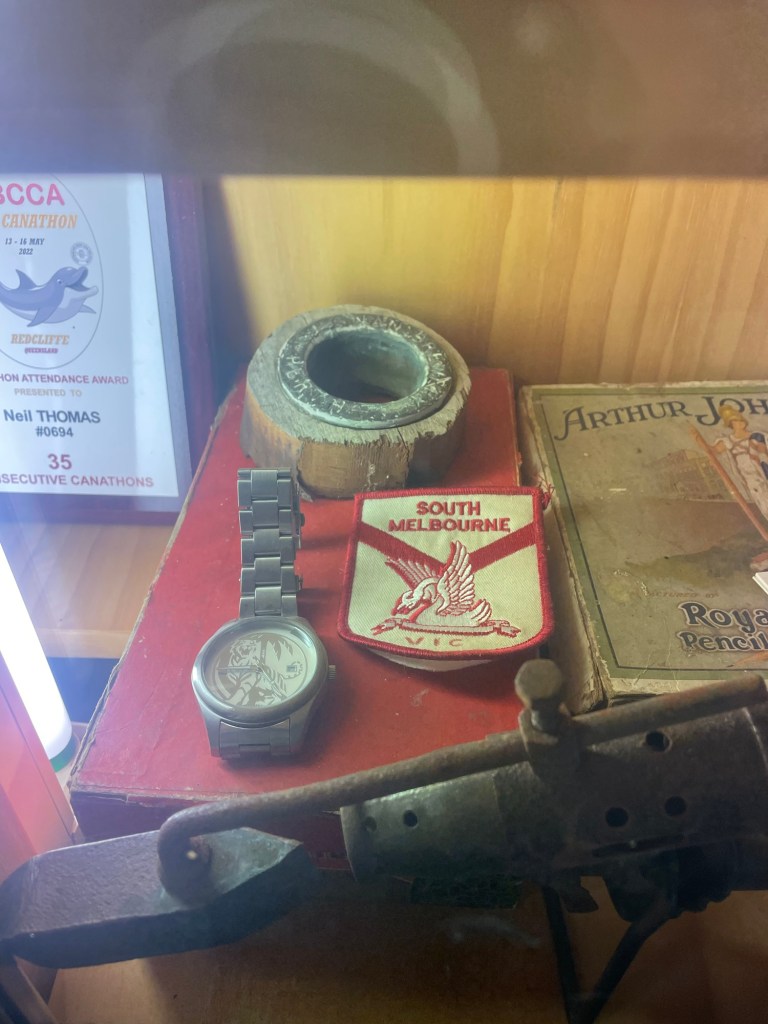 BCCA
CANATHON
13 - 16 MAY
2022
REDCLIFFE
QUEENSLAND
HON ATTENDANCE AWARD
PRESENTED TO
Neil THOMAS
#0694
35
SECUTIVE CANATHONS
SOUTH
MELBOURNE
VIC
ARTHUR JOH
Roya
Pencil